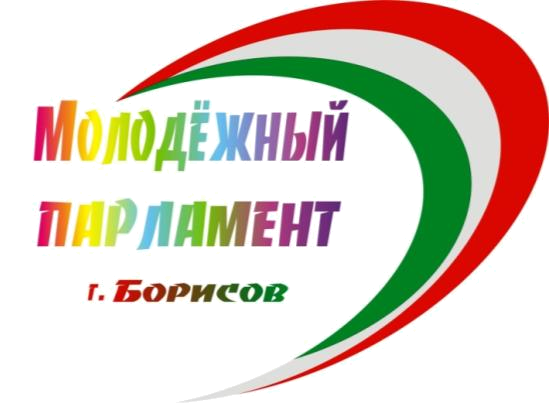 Молодёжный
парламент
г. Борисов